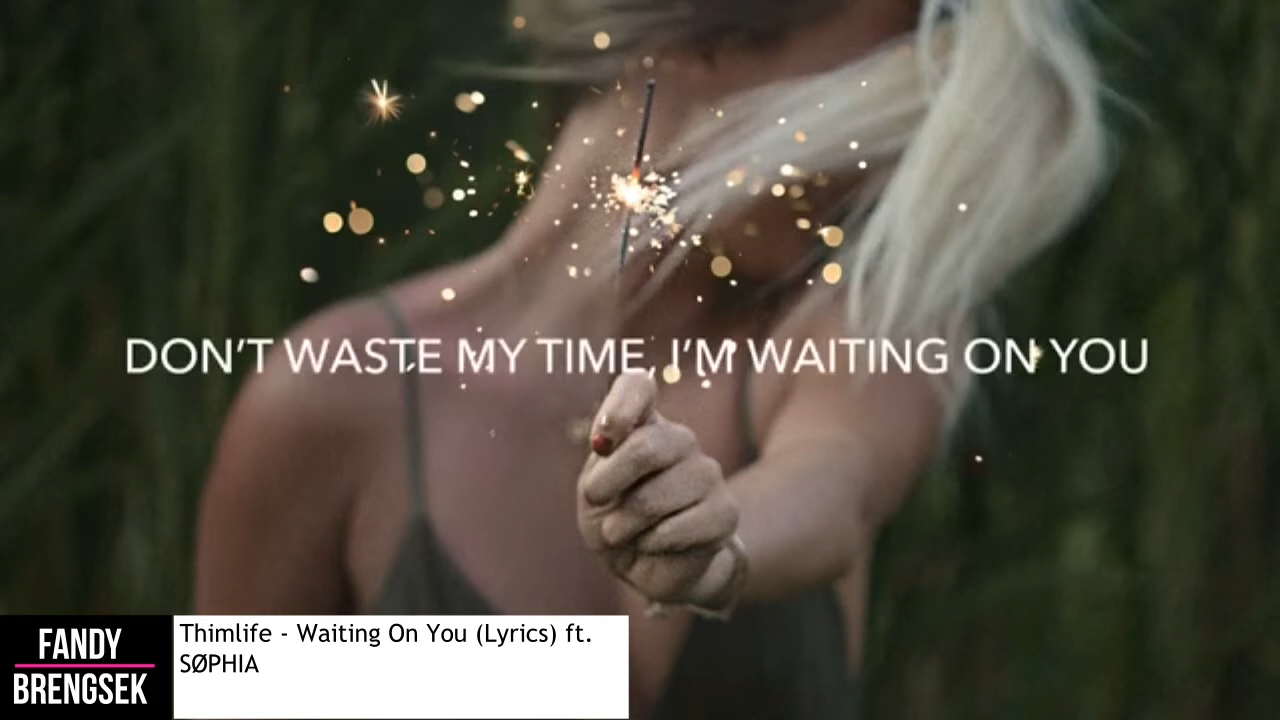 DON'T WASTE MY TIME, I'M WAITING ON YOU
FANDY
BRENGSEK
Thimlife - Waiting On You (Lyrics) ft.
SØPHIA